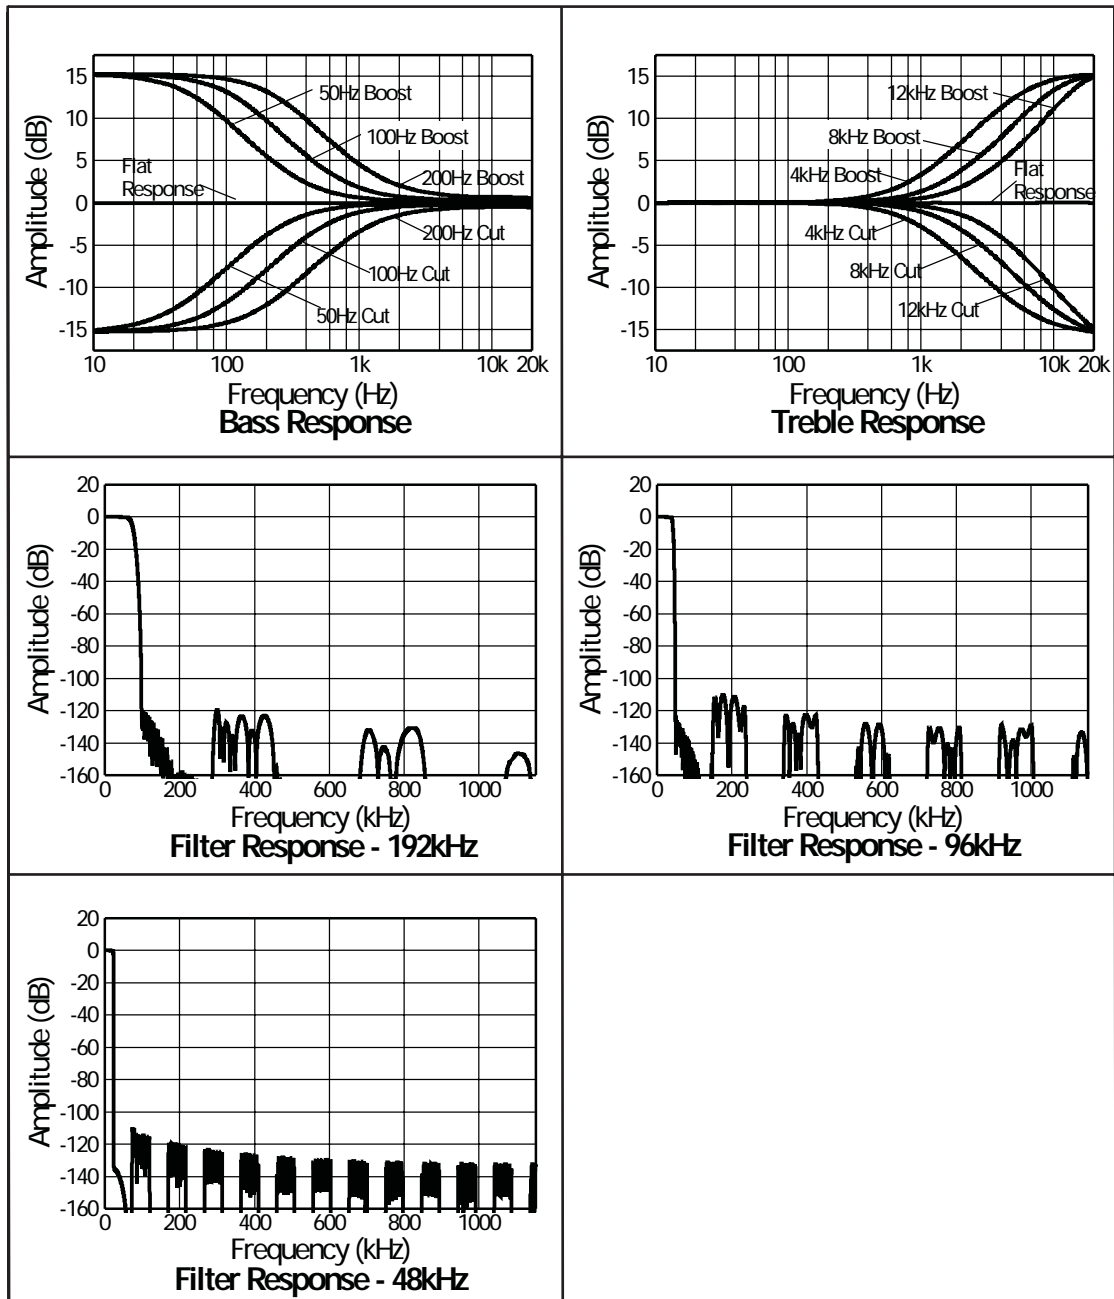 15
10
5
0
-5
-10
-15
Amplitude (dB)
50Hz Boost
100Hz Boost
200Hz Boost
Flat
Response
200Hz Cut
100Hz Cut
50Hz Cut
10 100 1k 10k 20k
Frequency (Hz)
Bass Response
15
10
5
0
-5
-10
-15
Amplitude (dB)
12kHz Boost
8kHz Boost
4kHz Boost
Flat
Response
4kHz Cut
8kHz Cut
12kHz Cut
10 100 1k 10k 20k
Frequency (Hz)
Treble Response
20
0
-20
-40
-60
-80
-100
-120
-140
-160
Amplitude (dB)
0 200 400 600 800 1000
Frequency (kHz)
Filter Response - 192kHz
20
0
-20
-40
-60
-80
-100
-120
-140
-160
Amplitude (dB)
0 200 400 600 800 1000
Frequency (kHz)
Filter Response - 96kHz
20
0
-20
-40
-60
-80
-100
-120
-140
-160
Amplitude (dB)
0 200 400 600 800 1000
Frequency (kHz)
Filter Response - 48kHz